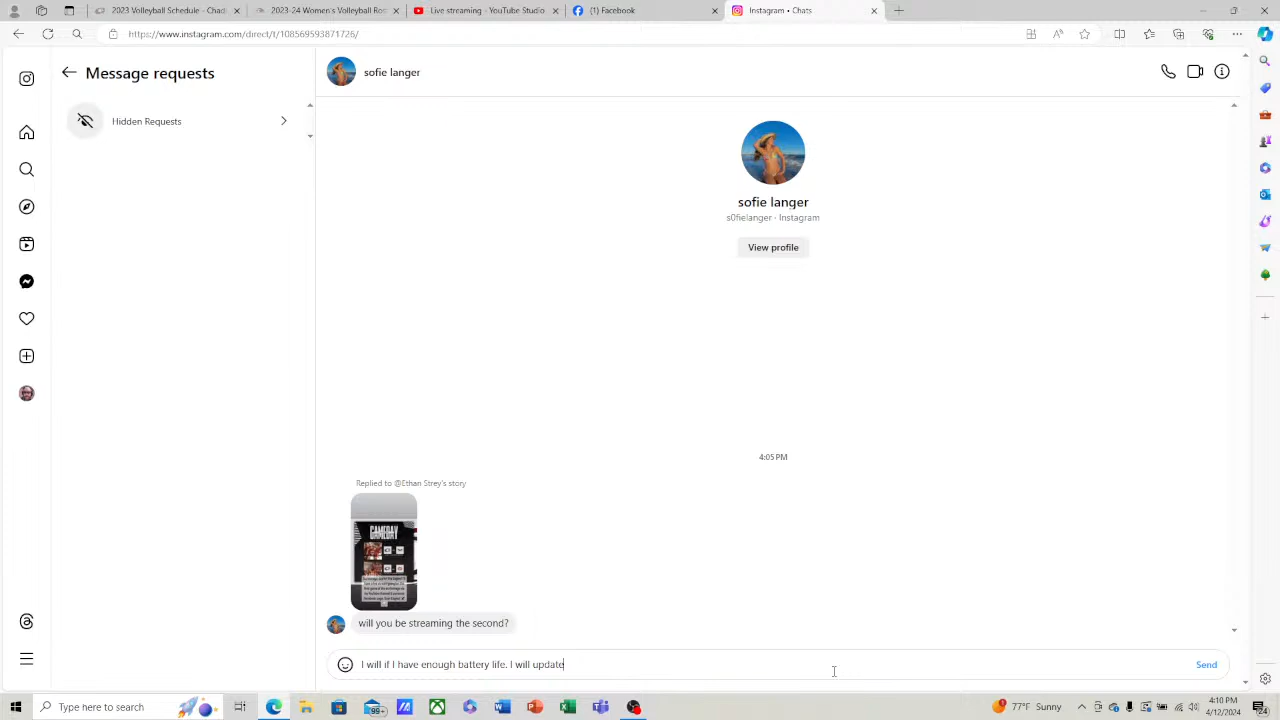 2023 Volleyball Schedule - Chad
2023-24 Women's Volleyball Ros
Live streaming - YouTube Studio
(1) Facebook
Instagram • Chats
https://www.instagram.com/direct/t/108569593871726/
Message requests
sofie langer
Hidden Requests
sofie langer
s0fielanger · Instagram
View profile
4:05 PM
Replied to @Ethan Strey's story
GAMEDAY
will you be streaming the second?
I will if I have enough battery life. I will update
Send
Type here to search
99+
77°F Sunny
4:10 PM
4/12/2024